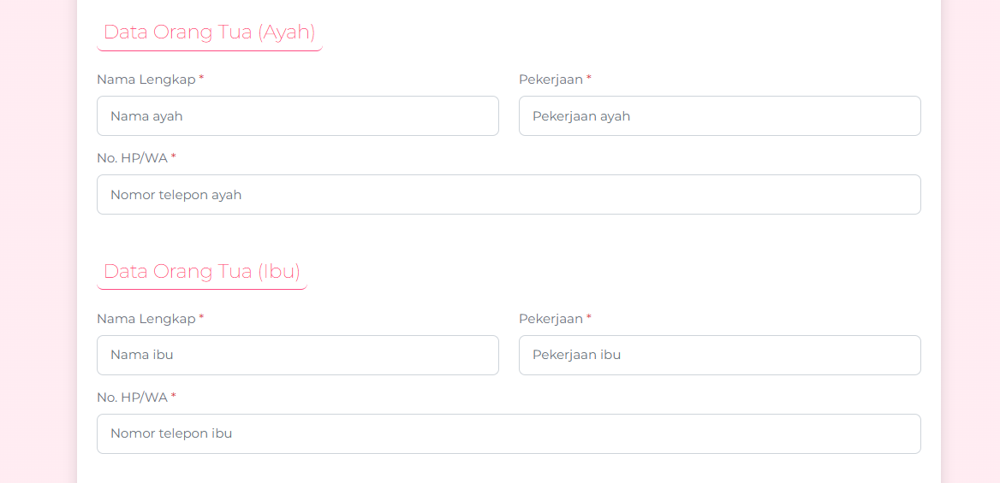 Data Orang Tua (Ayah)
Nama Lengkap * Pekerjaan *
Nama ayah Pekerjaan ayah
No. HP/WA *
Nomor telepon ayah
Data Orang Tua (Ibu)
Nama Lengkap * Pekerjaan *
Nama ibu Pekerjaan ibu
No. HP/WA *
Nomor telepon ibu